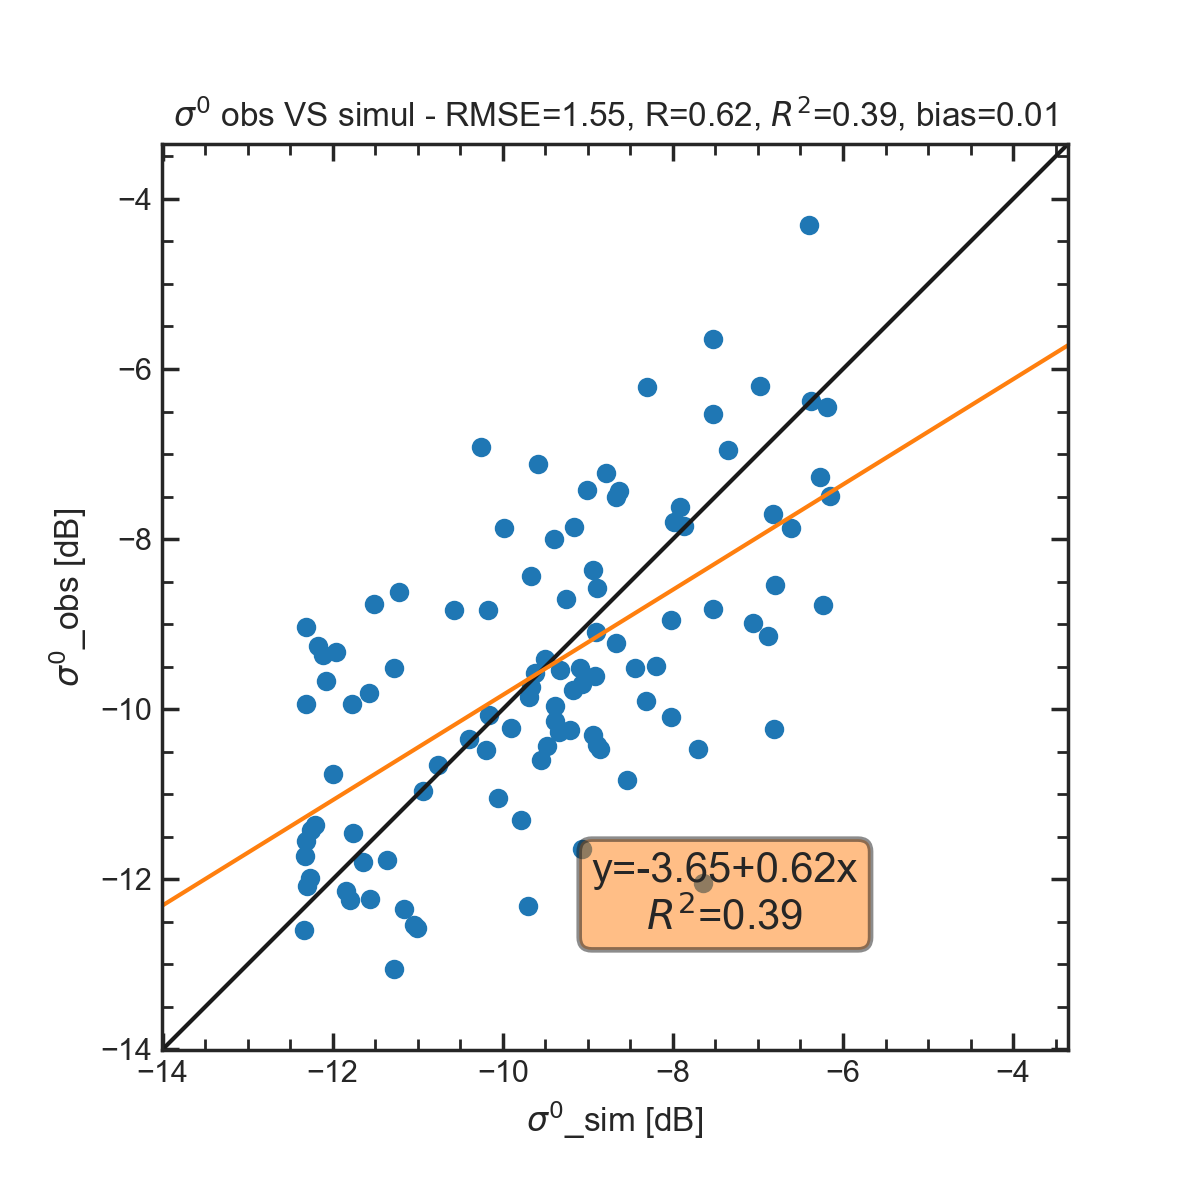 σ⁰ obs VS simul - RMSE=1.55, R=0.62, R²=0.39, bias=0.01
−4
−6
−8
−10
−12
−14
σ⁰_obs [dB]
y=-3.65+0.62x
R²=0.39
−14 −12 −10 −8 −6 −4
σ⁰_sim [dB]